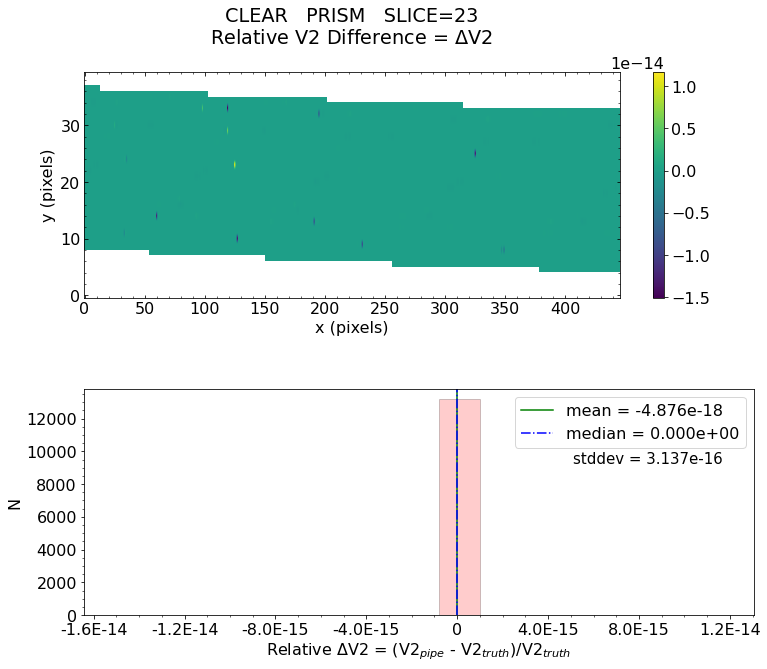 CLEAR PRISM SLICE=23
Relative V2 Difference = ΔV2
1e−14
1.0
0.5
0.0
−0.5
−1.0
−1.5
30
20
10
0
y (pixels)
0 50 100 150 200 250 300 350 400
x (pixels)
mean = -4.876e-18
median = 0.000e+00
stddev = 3.137e-16
12000
10000
8000
6000
4000
2000
0
N
-1.6E-14 -1.2E-14 -8.0E-15 -4.0E-15 0 4.0E-15 8.0E-15 1.2E-14
Relative ΔV2 = (V2pipe - V2truth)/V2truth